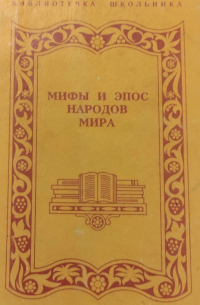 БИБЛИОТЕЧКА ШКОЛЬНИКА
МИФЫ И ЭПОС
НАРОДОВ
МИРА